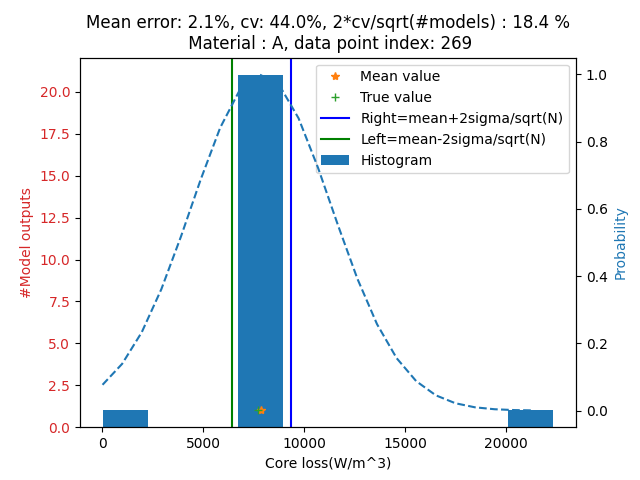 Mean error: 2.1%, cv: 44.0%, 2*cv/sqrt(#models) : 18.4 %
Material : A, data point index: 269
Mean value
True value
Right=mean+2sigma/sqrt(N)
Left=mean-2sigma/sqrt(N)
Histogram
#Model outputs
20.0
17.5
15.0
12.5
10.0
7.5
5.0
2.5
0.0
1.0
0.8
0.6
0.4
0.2
0.0
Probability
0 5000 10000 15000 20000
Core loss(W/m^3)